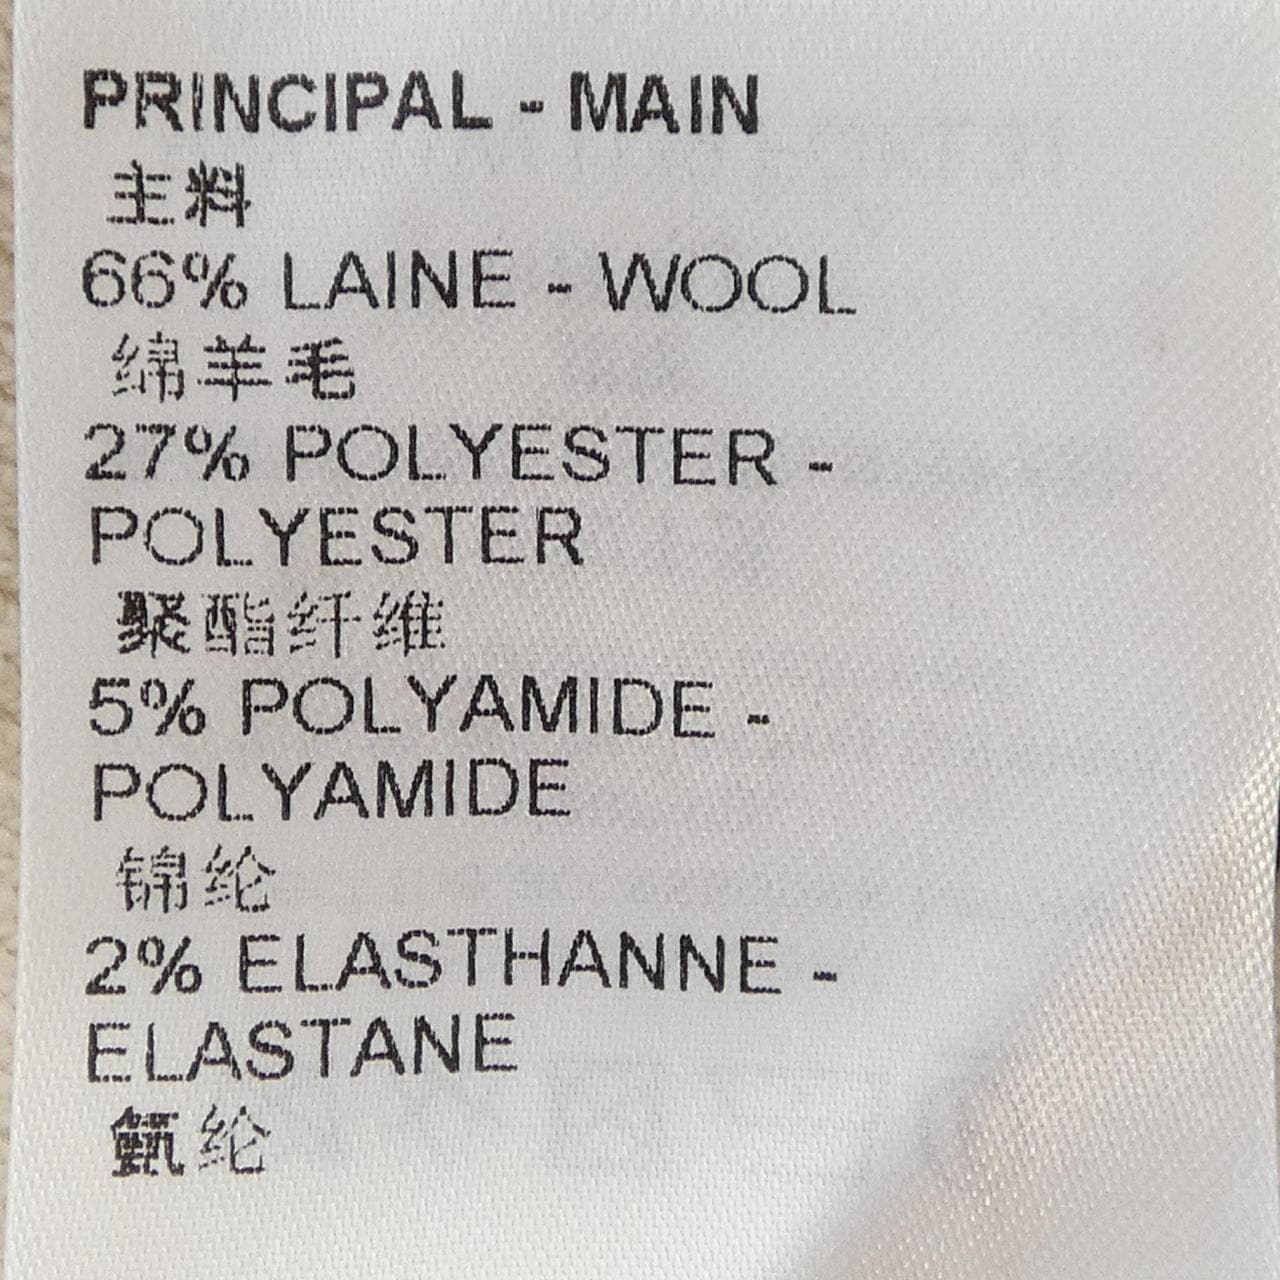 PRINCIPAL - MAIN
主料
66% LAINE - WOOL
绵羊毛
27% POLYESTER -
POLYESTER
聚酯纤维
5% POLYAMIDE -
POLYAMIDE
锦纶
2% ELASTHANNE -
ELASTANE
氨纶